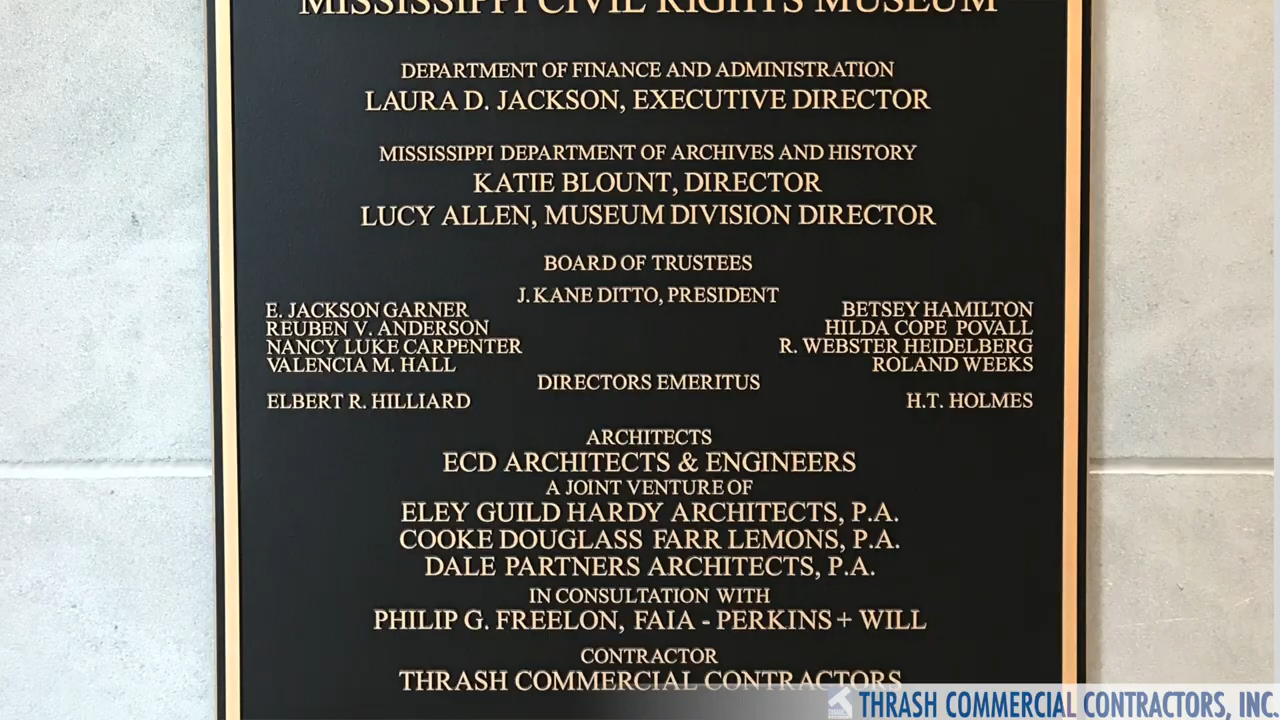 MISSISSIPPI CIVIL RIGHTS MUSEUM
DEPARTMENT OF FINANCE AND ADMINISTRATION
LAURA D. JACKSON, EXECUTIVE DIRECTOR
MISSISSIPPI DEPARTMENT OF ARCHIVES AND HISTORY
KATIE BLOUNT, DIRECTOR
LUCY ALLEN, MUSEUM DIVISION DIRECTOR
BOARD OF TRUSTEES
J. KANE DITTO, PRESIDENT
E. JACKSON GARNER
REUBEN V. ANDERSON
NANCY LUKE CARPENTER
VALENCIA M. HALL
BETSEY HAMILTON
HILDA COPE POVALL
R. WEBSTER HEIDELBERG
ROLAND WEEKS
DIRECTORS EMERITUS
ELBERT R. HILLIARD
H.T. HOLMES
ARCHITECTS
ECD ARCHITECTS & ENGINEERS
A JOINT VENTURE OF
ELEY GUILD HARDY ARCHITECTS, P.A.
COOKE DOUGLASS FARR LEMONS, P.A.
DALE PARTNERS ARCHITECTS, P.A.
IN CONSULTATION WITH
PHILIP G. FREELON, FAIA - PERKINS + WILL
CONTRACTOR
THRASH COMMERCIAL CONTRACTORS
THRASH COMMERCIAL CONTRACTORS, INC.